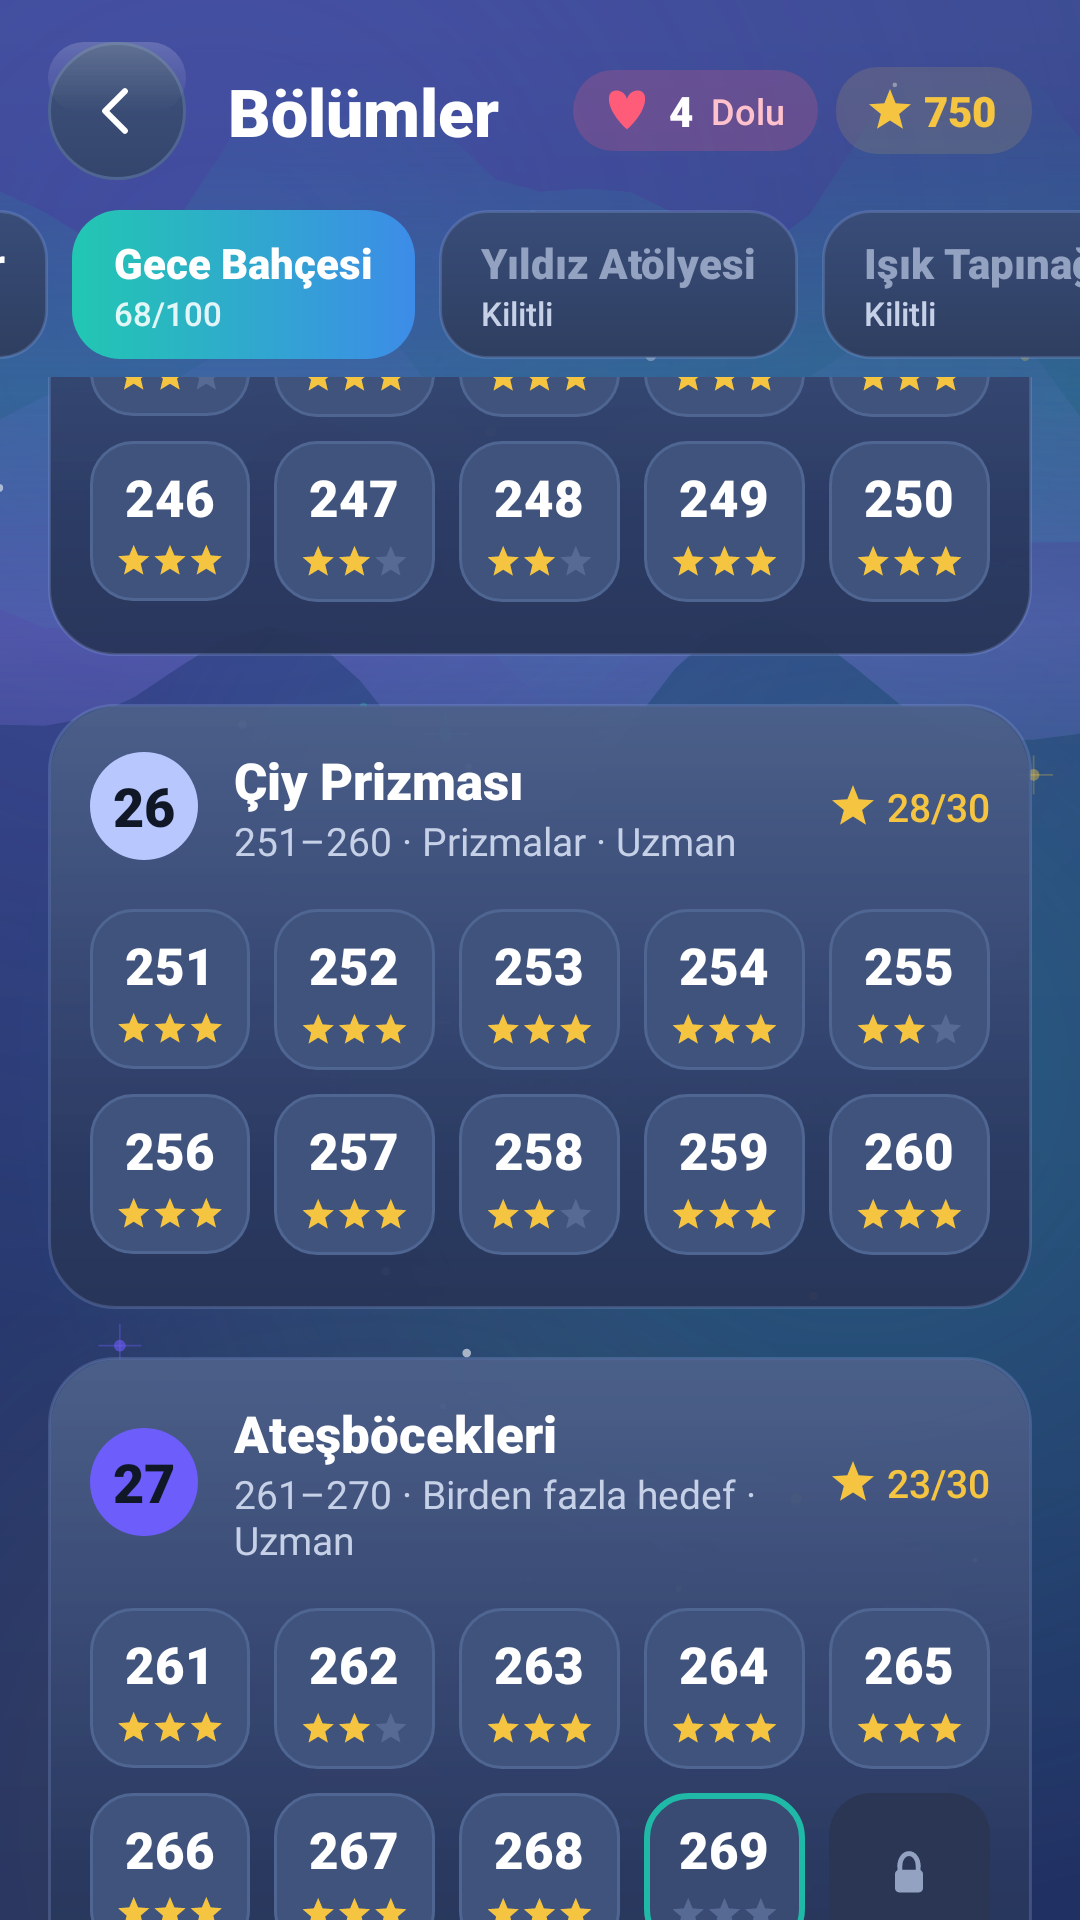 Bölümler
4 Dolu
750
Gece Bahçesi
68/100
Yıldız Atölyesi
Kilitli
Kilitli
246 247 248 249 250
26
Çiy Prizması
251–260 · Prizmalar · Uzman
28/30
251 252 253 254 255
256 257 258 259 260
27
Ateşböcekleri
261–270 · Birden fazla hedef ·
Uzman
23/30
261 262 263 264 265
266 267 268 269